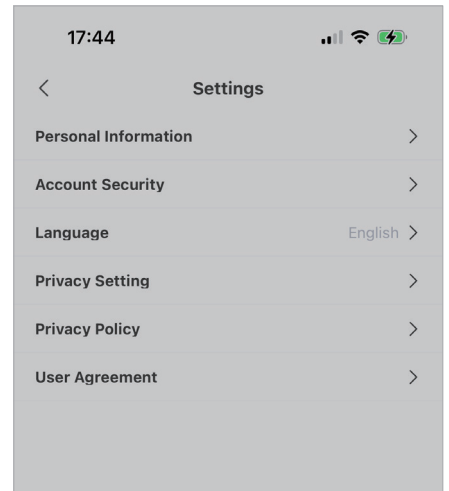 17:44
Settings
Personal Information
Account Security
Language English
Privacy Setting
Privacy Policy
User Agreement